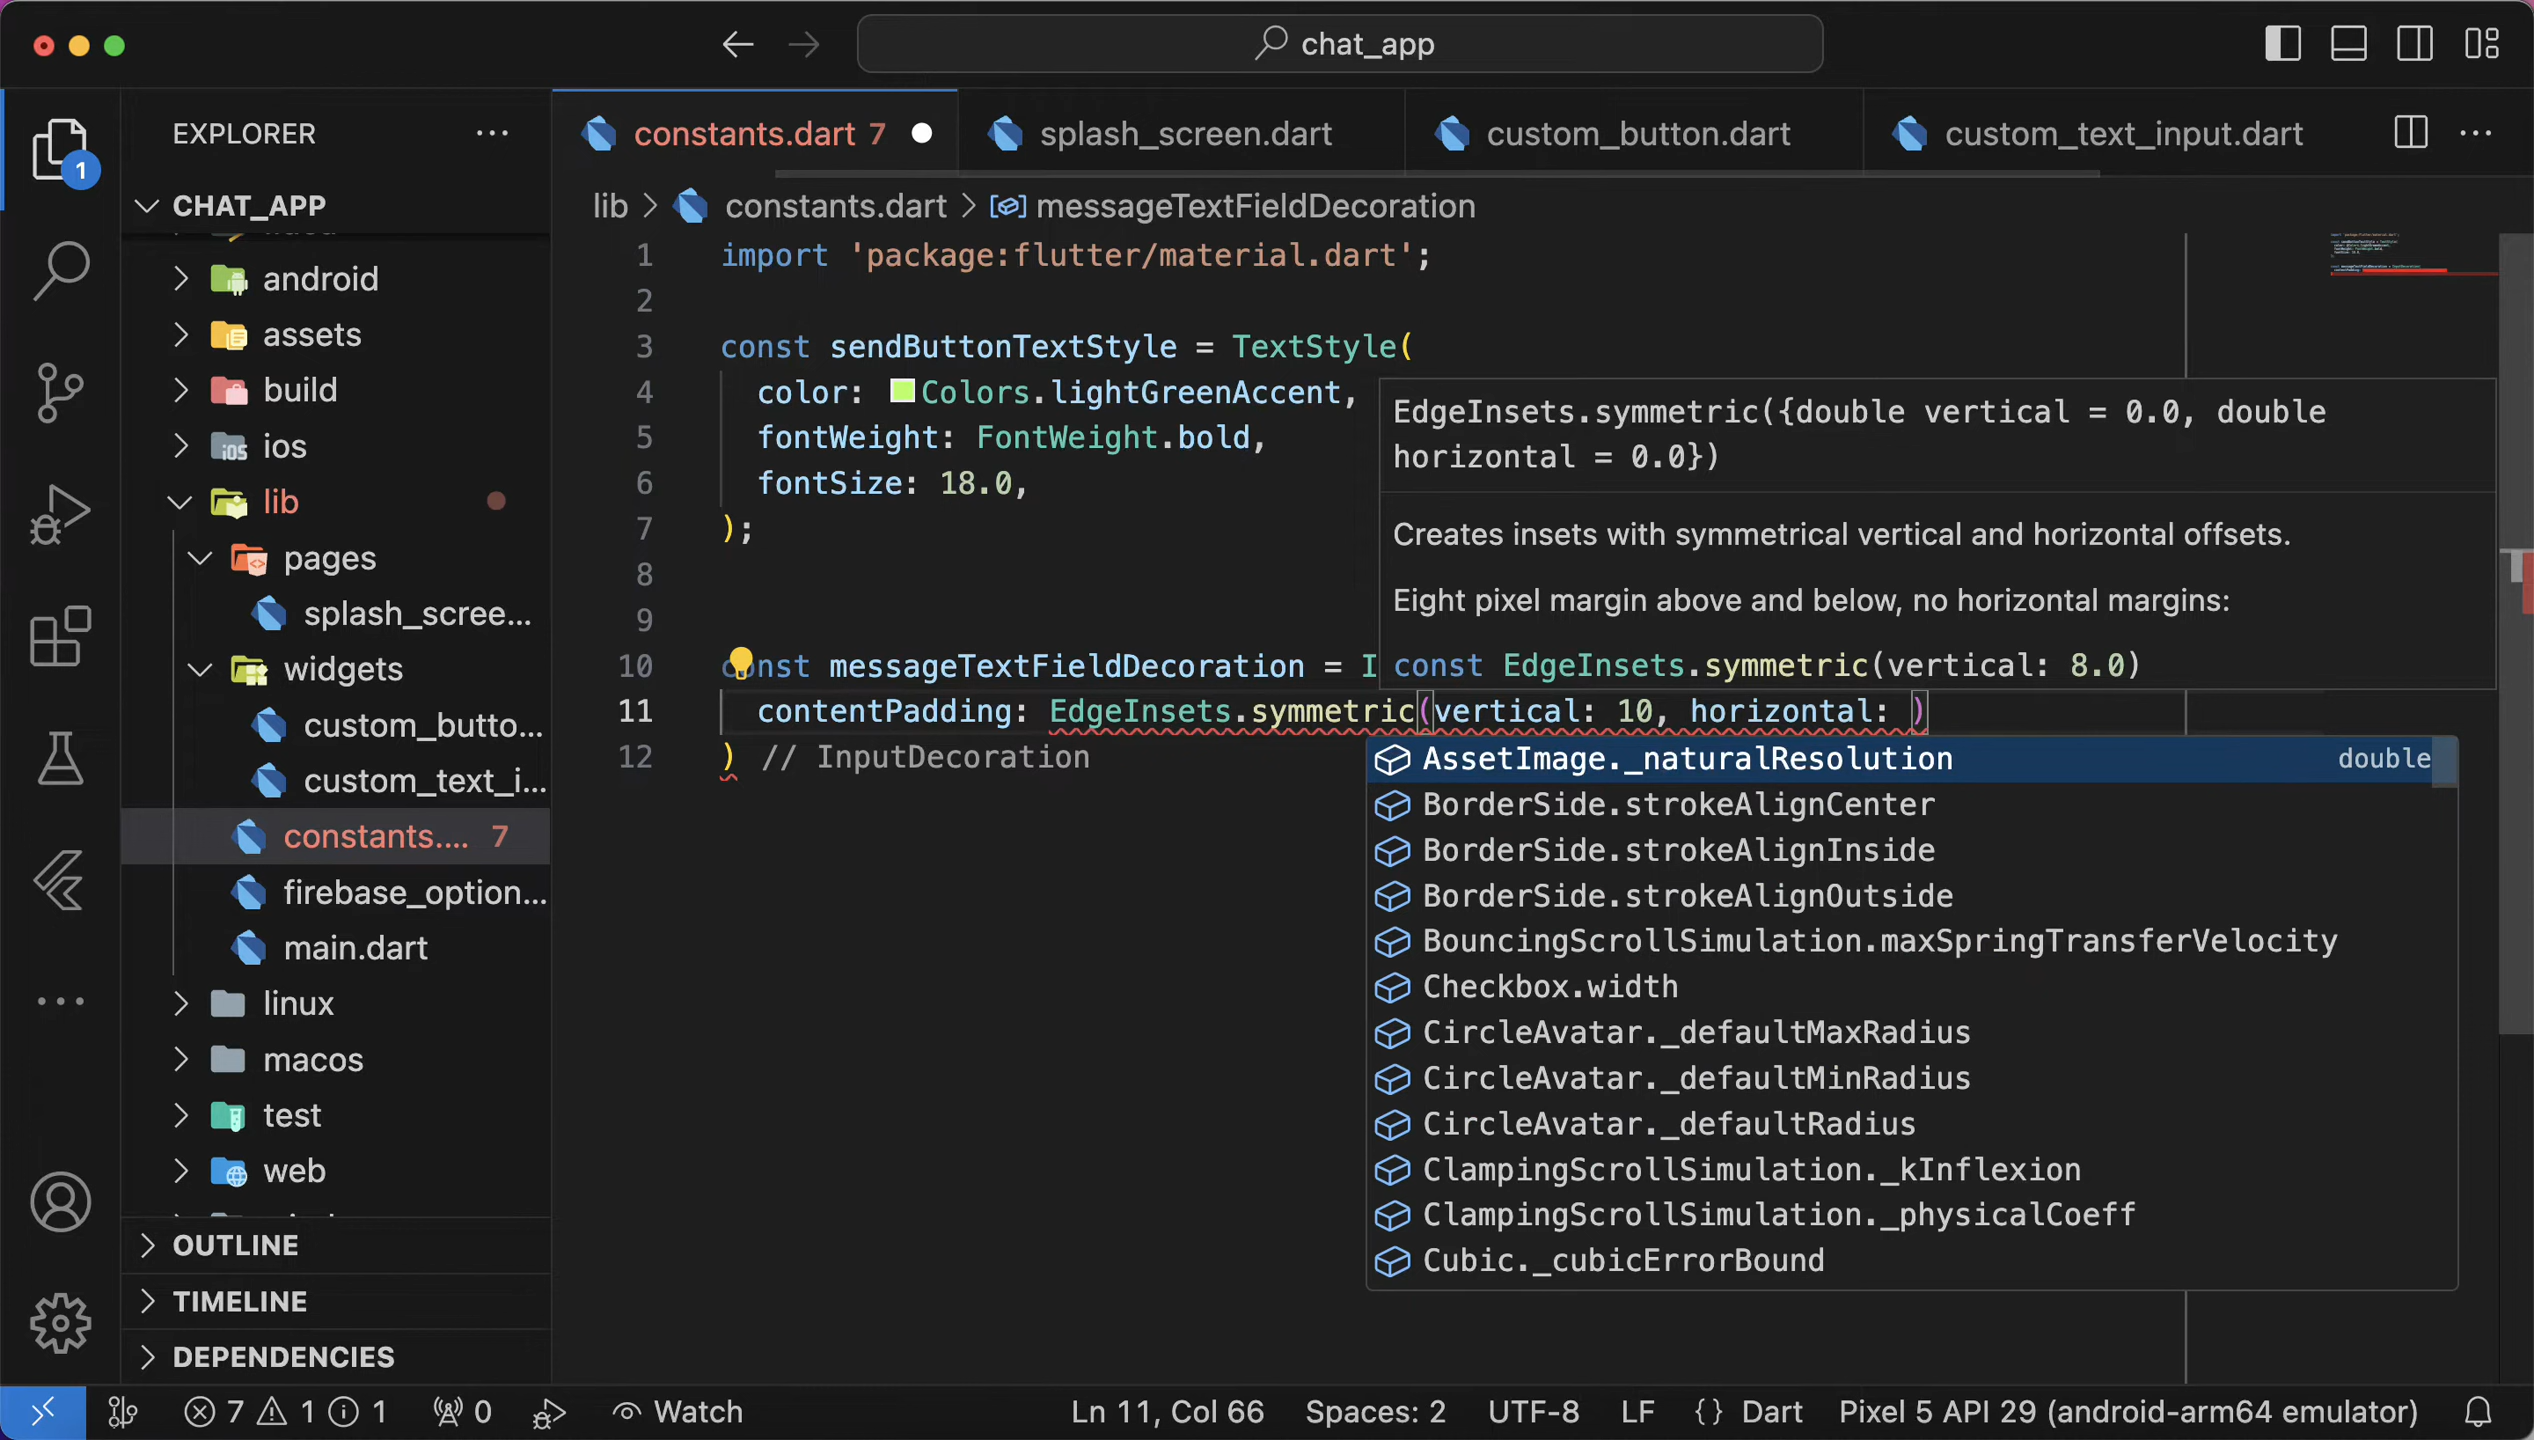 chat_app
EXPLORER
constants.dart 7
splash_screen.dart
custom_button.dart
custom_text_input.dart
1
CHAT_APP
lib > constants.dart > messageTextFieldDecoration
android
assets
build
ios
lib
pages
splash_scree...
widgets
custom_butto...
custom_text_i...
constants.... 7
firebase_option...
main.dart
linux
macos
test
web
OUTLINE
TIMELINE
DEPENDENCIES
1 import 'package:flutter/material.dart';
2
3 const sendButtonTextStyle = TextStyle(
4 color: Colors.lightGreenAccent,
5 fontWeight: FontWeight.bold,
6 fontSize: 18.0,
7 );
8
9
10 const messageTextFieldDecoration = I
11 contentPadding: EdgeInsets.symmetric(vertical: 10, horizontal: )
12 ) // InputDecoration
EdgeInsets.symmetric({double vertical = 0.0, double
horizontal = 0.0})
Creates insets with symmetrical vertical and horizontal offsets.
Eight pixel margin above and below, no horizontal margins:
const EdgeInsets.symmetric(vertical: 8.0)
AssetImage._naturalResolution double
BorderSide.strokeAlignCenter
BorderSide.strokeAlignInside
BorderSide.strokeAlignOutside
BouncingScrollSimulation.maxSpringTransferVelocity
Checkbox.width
CircleAvatar._defaultMaxRadius
CircleAvatar._defaultMinRadius
CircleAvatar._defaultRadius
ClampingScrollSimulation._kInflexion
ClampingScrollSimulation._physicalCoeff
Cubic._cubicErrorBound
7 1 1 0 Watch Ln 11, Col 66 Spaces: 2 UTF-8 LF {} Dart Pixel 5 API 29 (android-arm64 emulator)